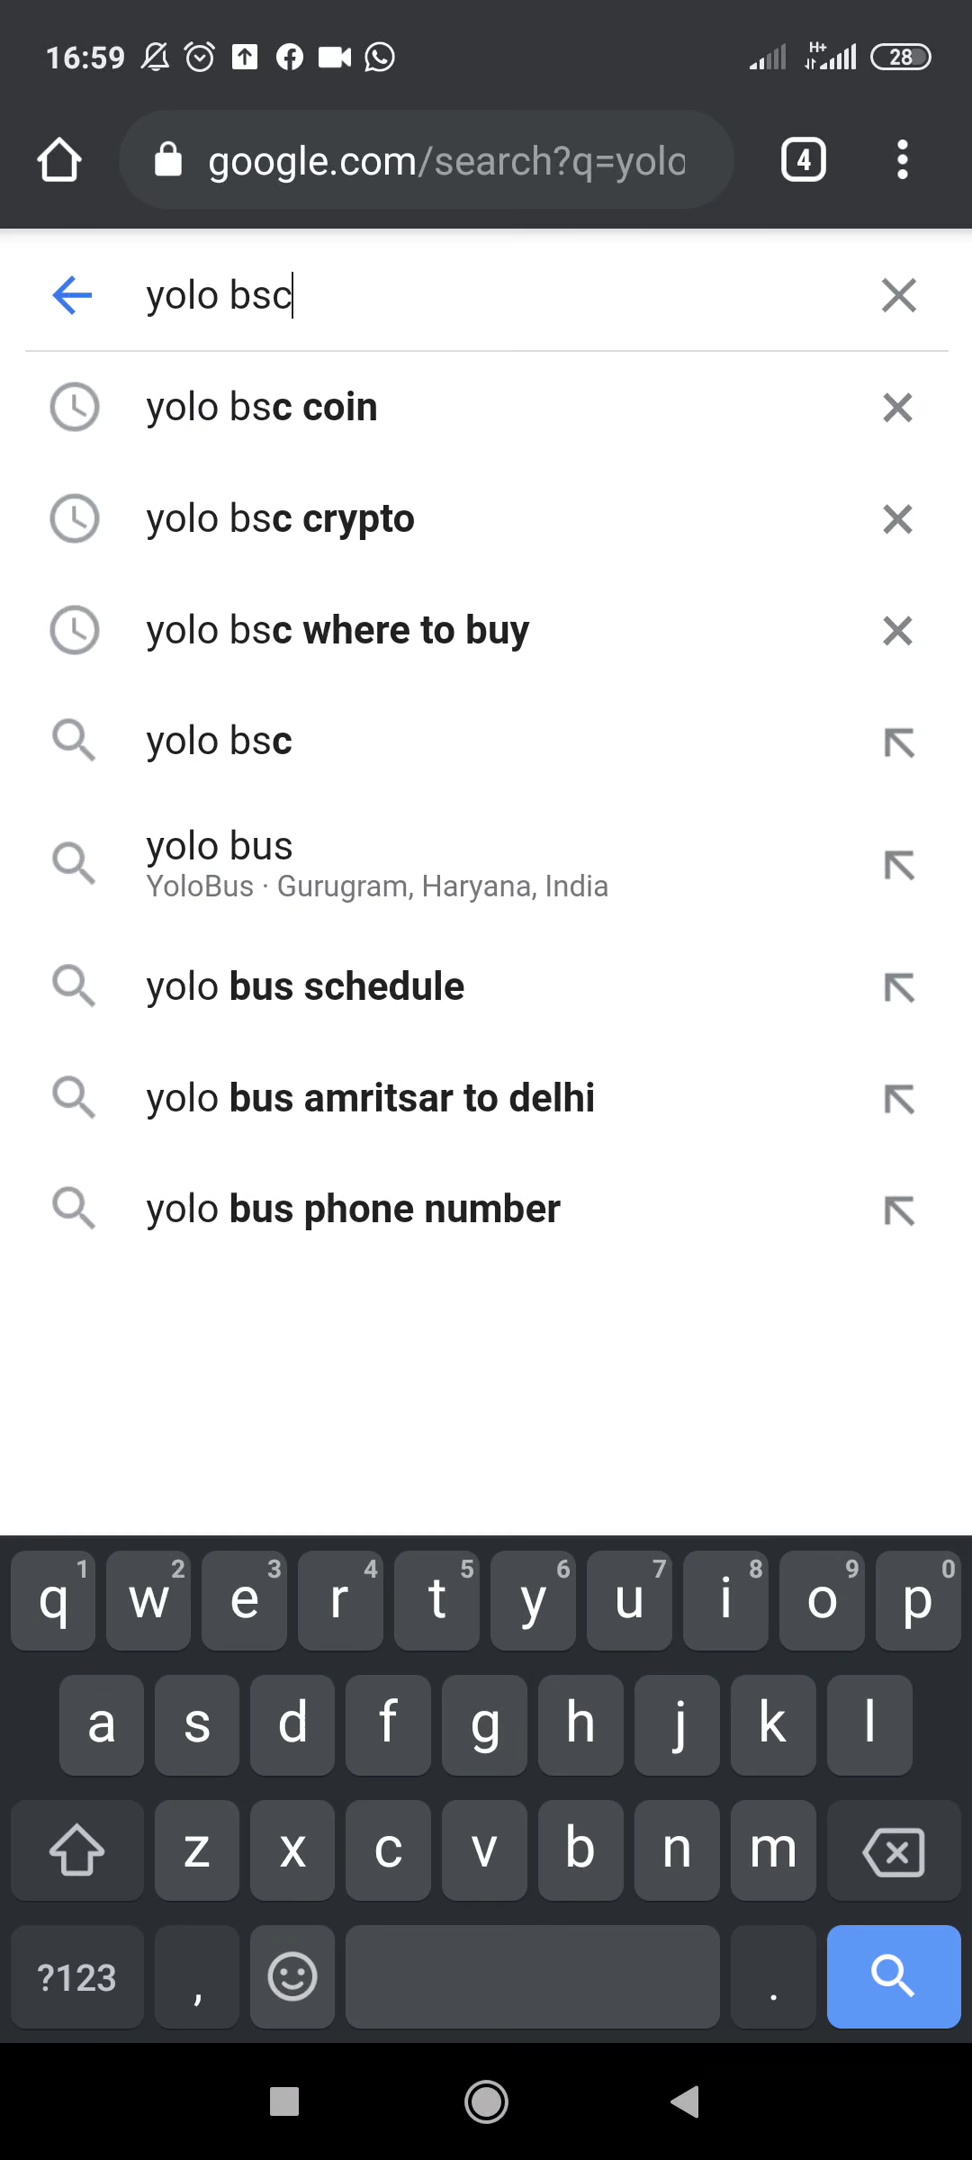 16:59
H+
28
google.com/search?q=yolo
4
yolo bsc
yolo bsc coin
yolo bsc crypto
yolo bsc where to buy
yolo bsc
yolo bus
YoloBus · Gurugram, Haryana, India
yolo bus schedule
yolo bus amritsar to delhi
yolo bus phone number
1 2 3 4 5 6 7 8 9 0
q w e r t y u i o p
a s d f g h j k l
z x c v b n m
?123 , .